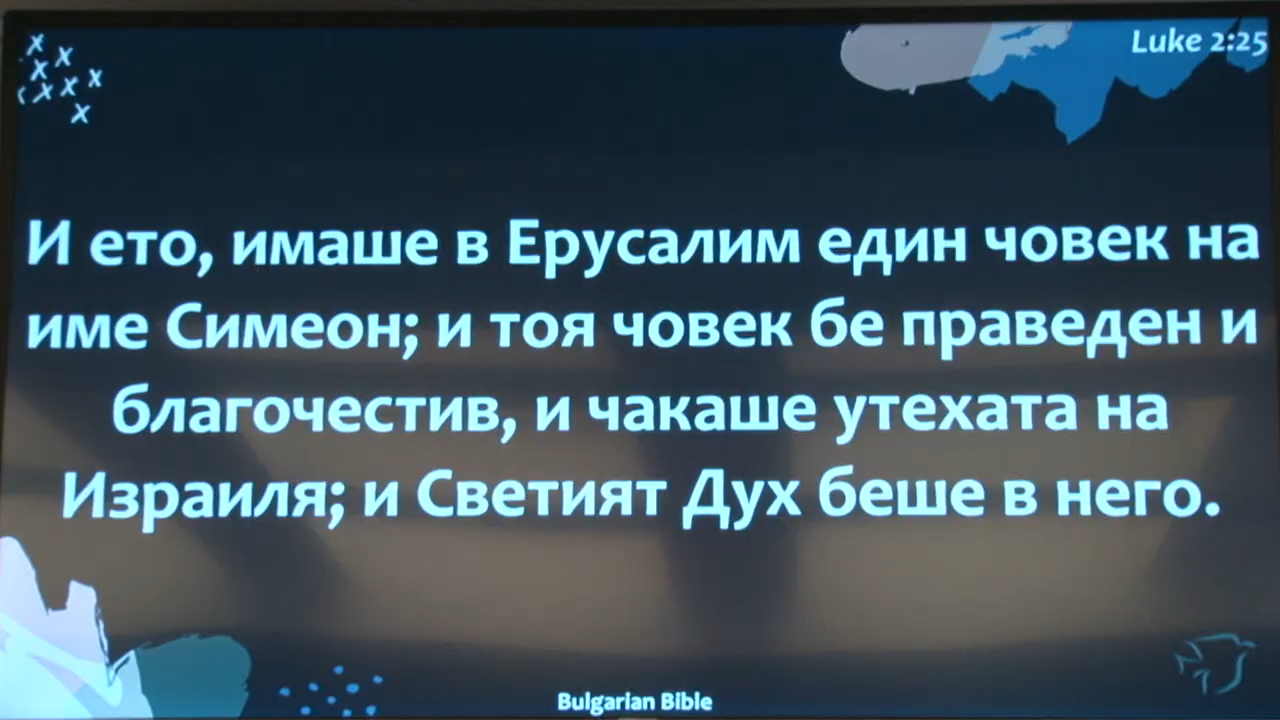 Luke 2:25
И ето, имаше в Ерусалим един човек на
име Симеон; и тоя човек бе праведен и
благочестив, и чакаше утехата на
Израиля; и Светият Дух беше в него.
Bulgarian Bible